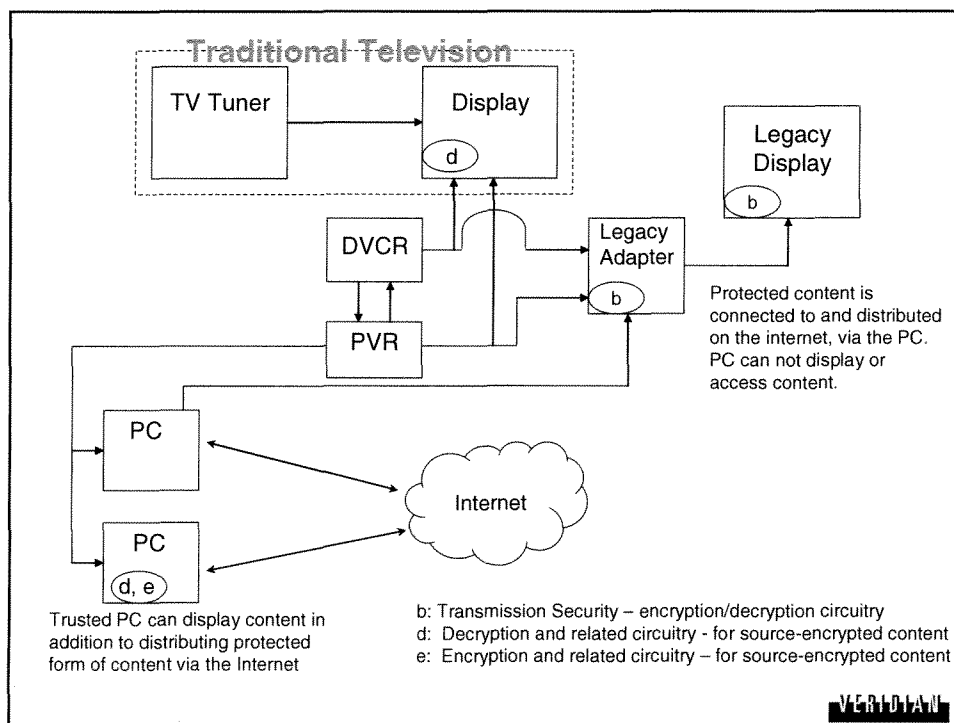 Traditional Television
TV Tuner
Display
d
Legacy
Display
b
DVCR
Legacy
Adapter
b
PVR
Protected content is
connected to and distributed
on the internet, via the PC.
PC can not display or
access content.
PC
Internet
PC
d, e
Trusted PC can display content in
addition to distributing protected
form of content via the Internet
b: Transmission Security – encryption/decryption circuitry
d: Decryption and related circuitry - for source-encrypted content
e: Encryption and related circuitry – for source-encrypted content
VERIDIAN